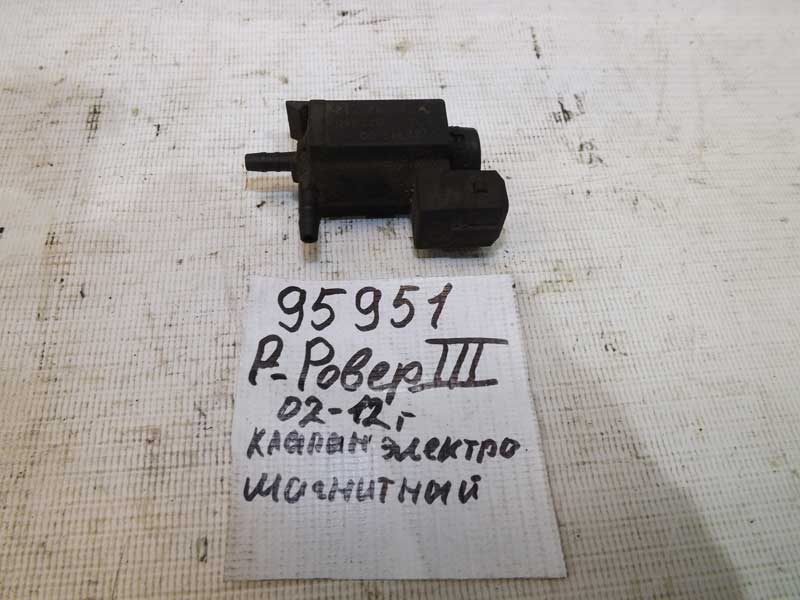 95951
Р-Ровер III
02-12г
клапан электро
магнитный